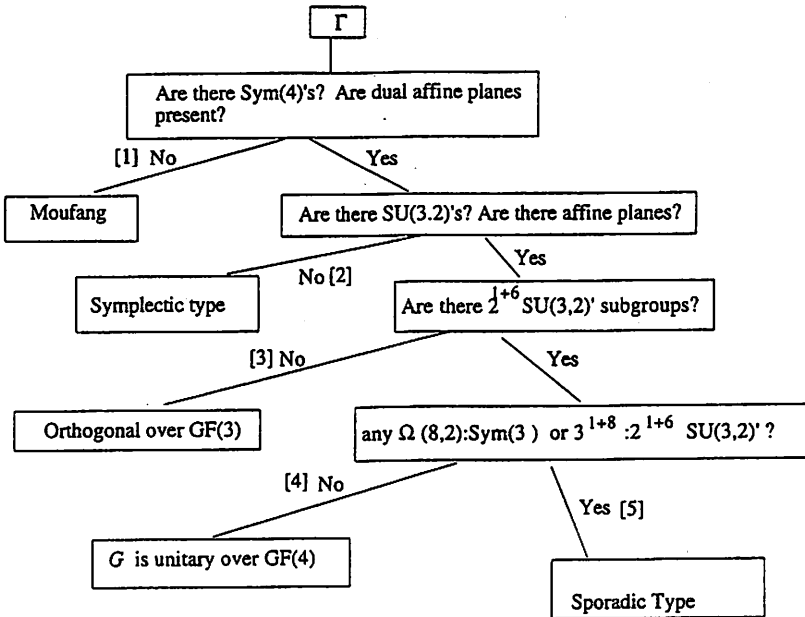 Γ
Are there Sym(4)'s? Are dual affine planes
present?
[1] No
Yes
Moufang
Are there SU(3.2)'s? Are there affine planes?
No [2]
Yes
Symplectic type
Are there 2^{1+6} SU(3,2)' subgroups?
[3] No
Yes
Orthogonal over GF(3)
any Ω (8,2):Sym(3 ) or 3^{1+8} :2^{1+6} SU(3,2)' ?
[4] No
Yes [5]
G is unitary over GF(4)
Sporadic Type